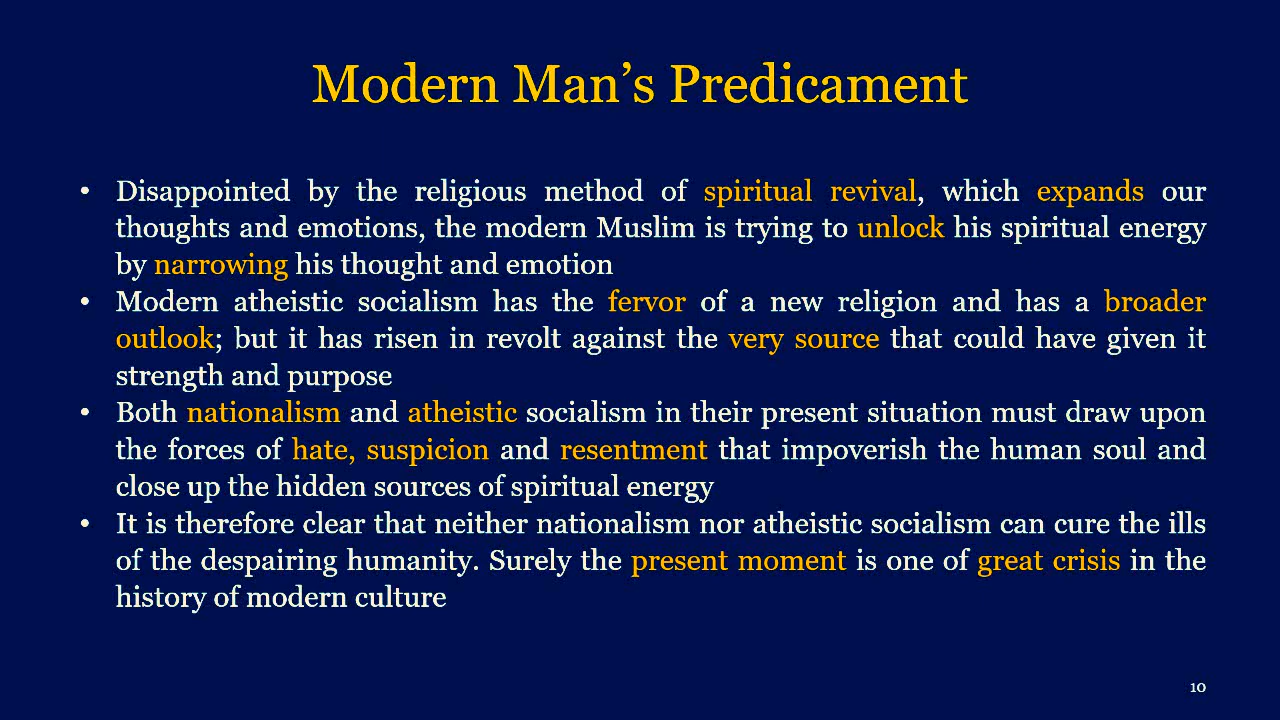 Modern Man’s Predicament
• Disappointed by the religious method of spiritual revival, which expands our
thoughts and emotions, the modern Muslim is trying to unlock his spiritual energy
by narrowing his thought and emotion
• Modern atheistic socialism has the fervor of a new religion and has a broader
outlook; but it has risen in revolt against the very source that could have given it
strength and purpose
• Both nationalism and atheistic socialism in their present situation must draw upon
the forces of hate, suspicion and resentment that impoverish the human soul and
close up the hidden sources of spiritual energy
• It is therefore clear that neither nationalism nor atheistic socialism can cure the ills
of the despairing humanity. Surely the present moment is one of great crisis in the
history of modern culture
10